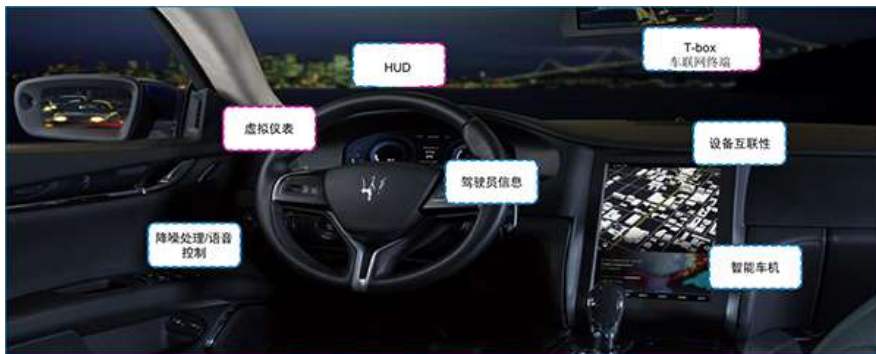 HUD
T-box
车联网终端
虚拟仪表
设备互联性
驾驶员信息
降噪处理/语音
控制
智能车机